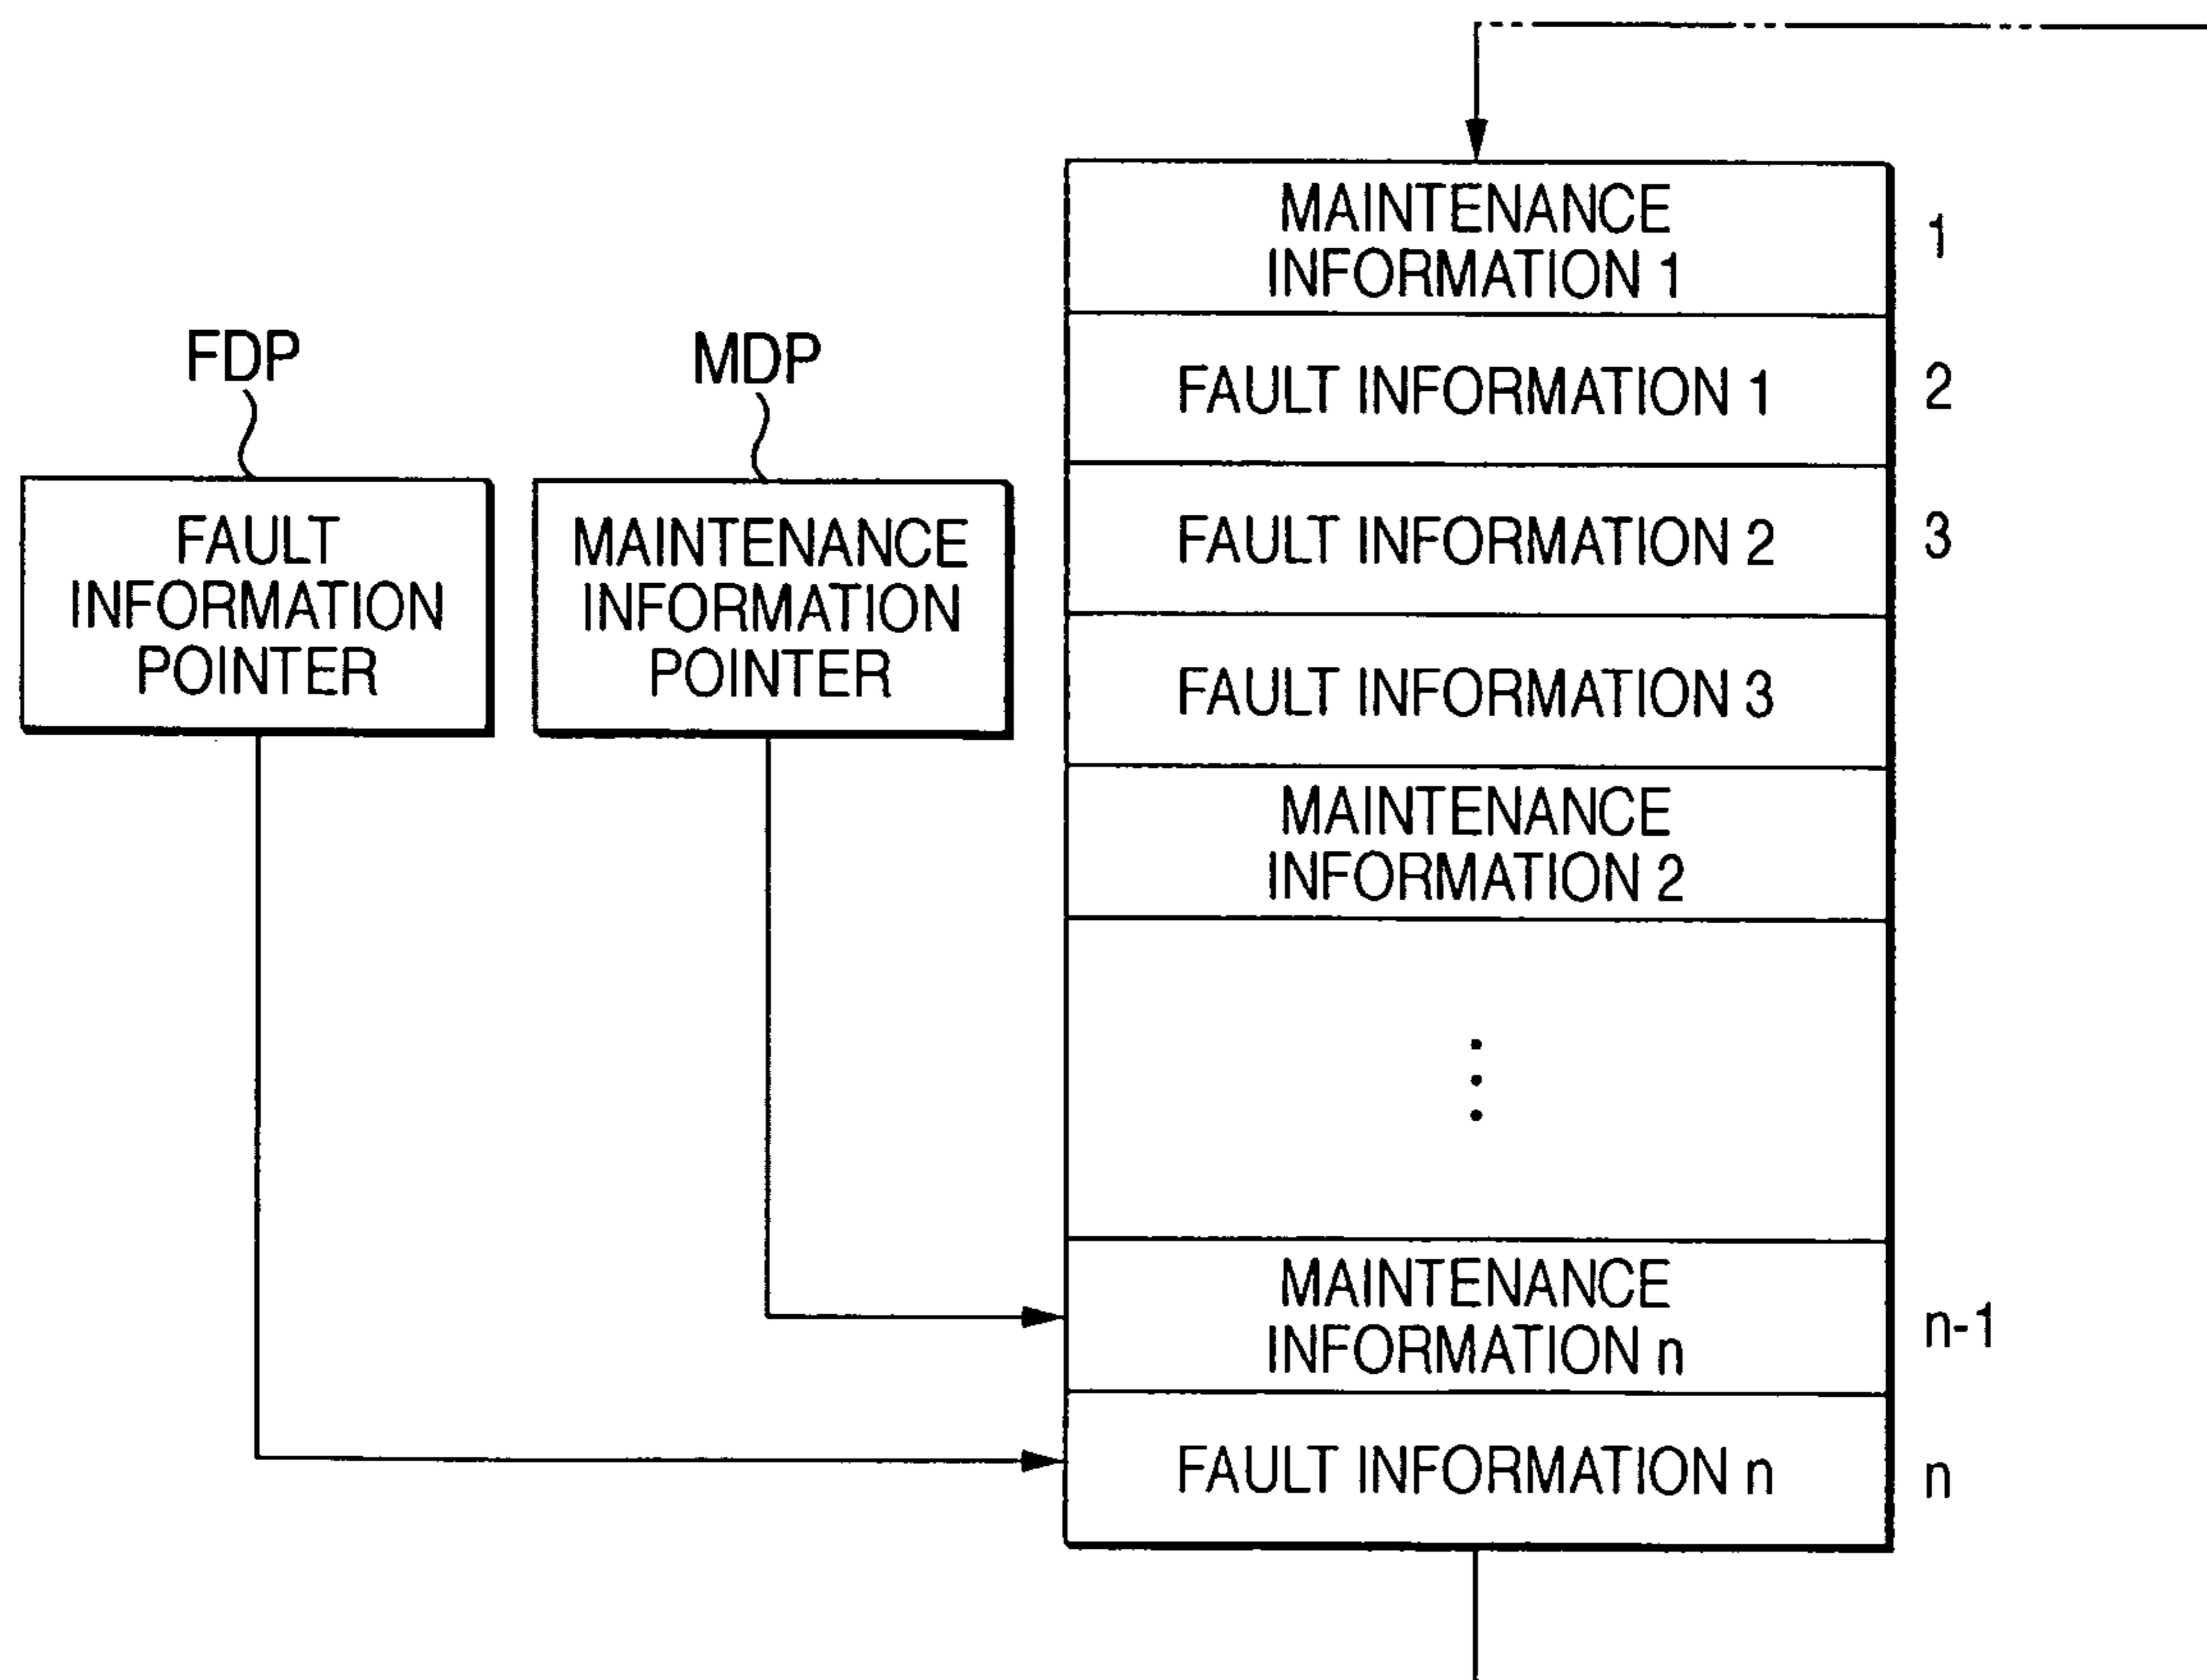 FDP
FAULT
INFORMATION
POINTER
MDP
MAINTENANCE
INFORMATION
POINTER
MAINTENANCE
INFORMATION 1
1
FAULT INFORMATION 1
2
FAULT INFORMATION 2
3
FAULT INFORMATION 3
MAINTENANCE
INFORMATION 2
MAINTENANCE
INFORMATION n
n-1
FAULT INFORMATION n
n